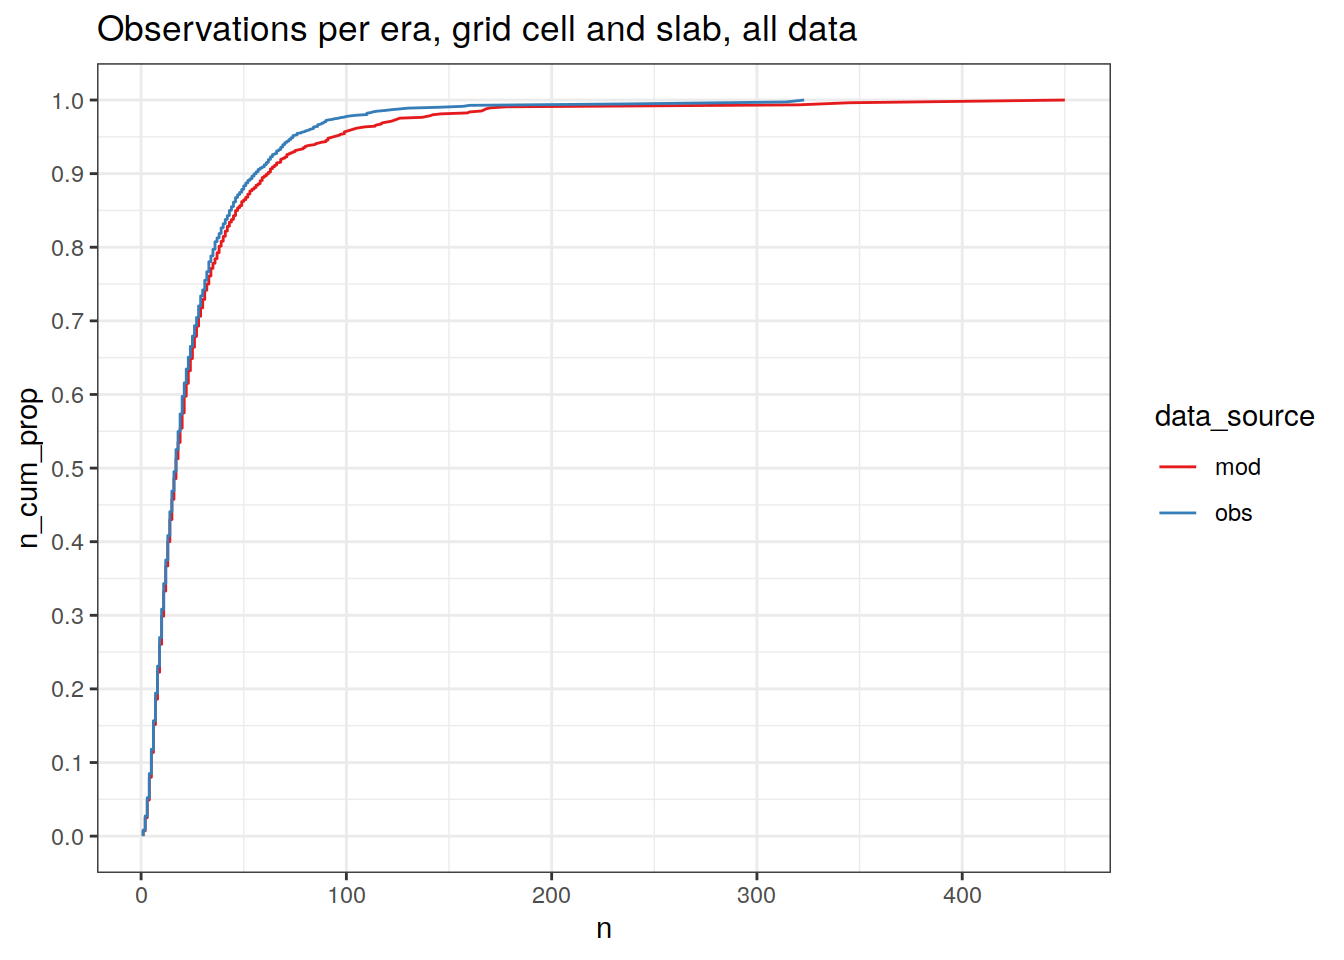 Observations per era, grid cell and slab, all data
n_cum_prop
1.0
0.9
0.8
0.7
0.6
0.5
0.4
0.3
0.2
0.1
0.0
0
100
200
300
400
n
data_source
mod
obs